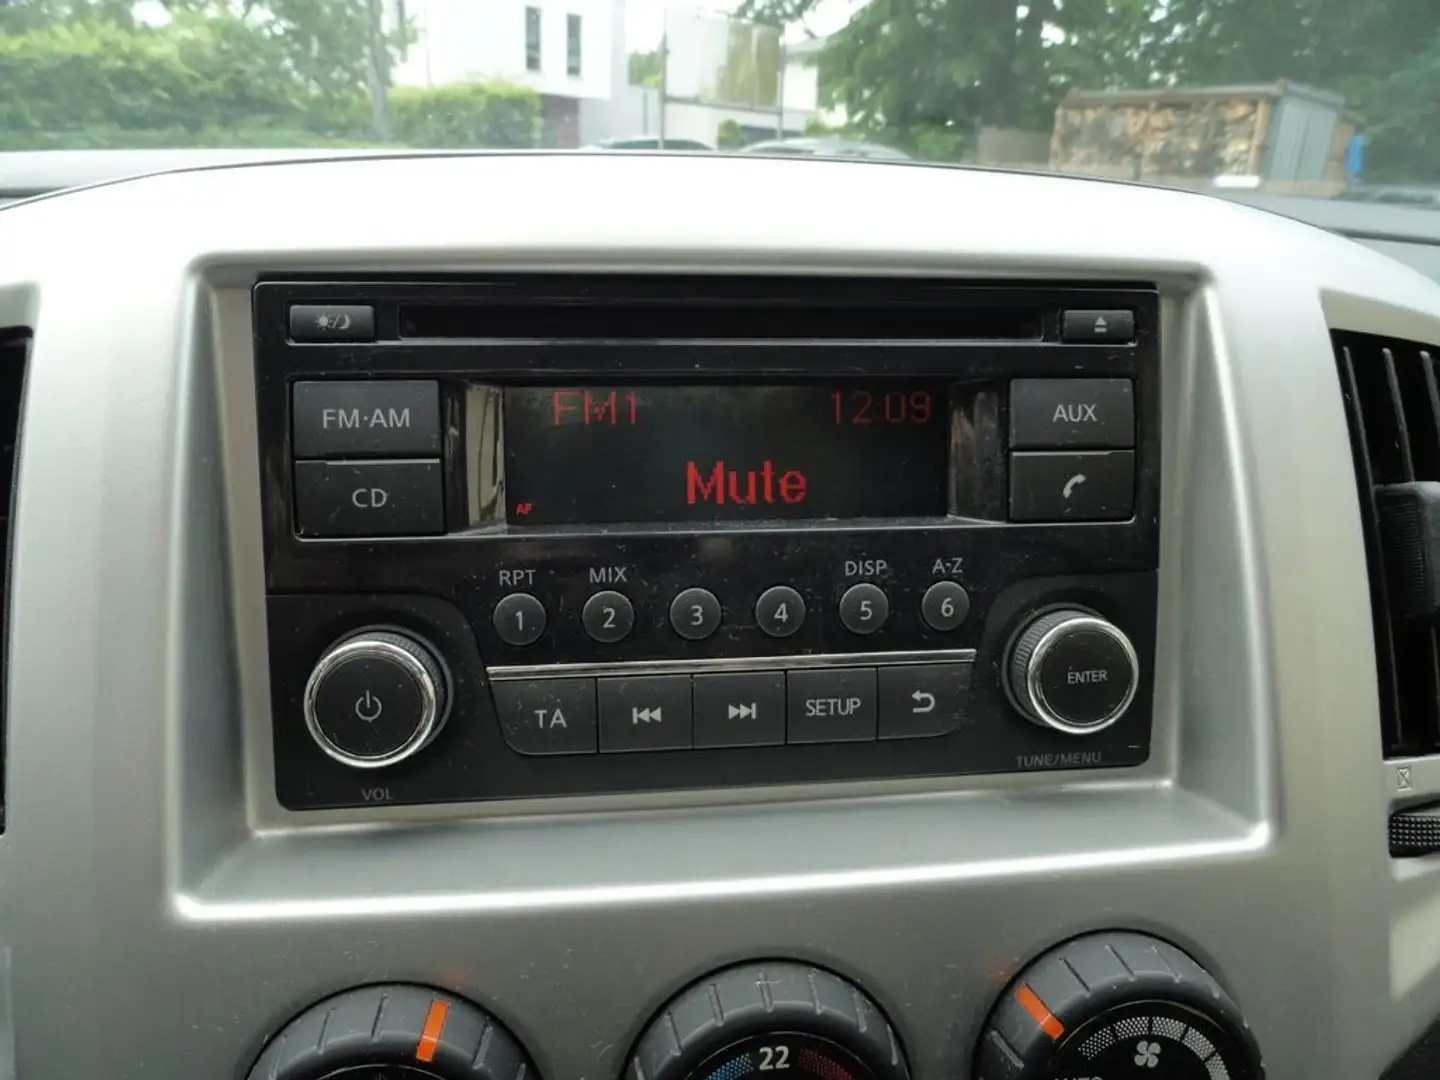 FM1 12:09
Mute
AF
FM·AM
CD
AUX
RPT MIX DISP A-Z
1 2 3 4 5 6
TA SETUP
ENTER
VOL
TUNE/MENU
22